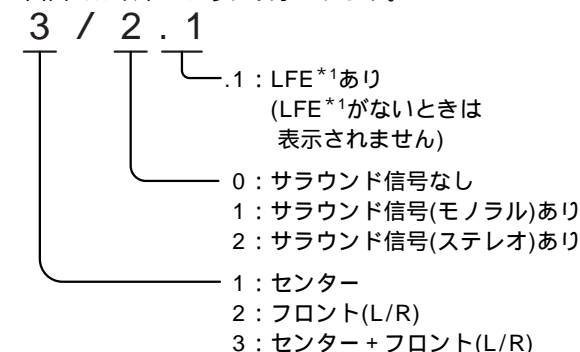 3 / 2 . 1
.1 : LFE*1あり
(LFE*1がないときは
表示されません)
0 : サラウンド信号なし
1 : サラウンド信号(モノラル)あり
2 : サラウンド信号(ステレオ)あり
1 : センター
2 : フロント(L/R)
3 : センター + フロント(L/R)